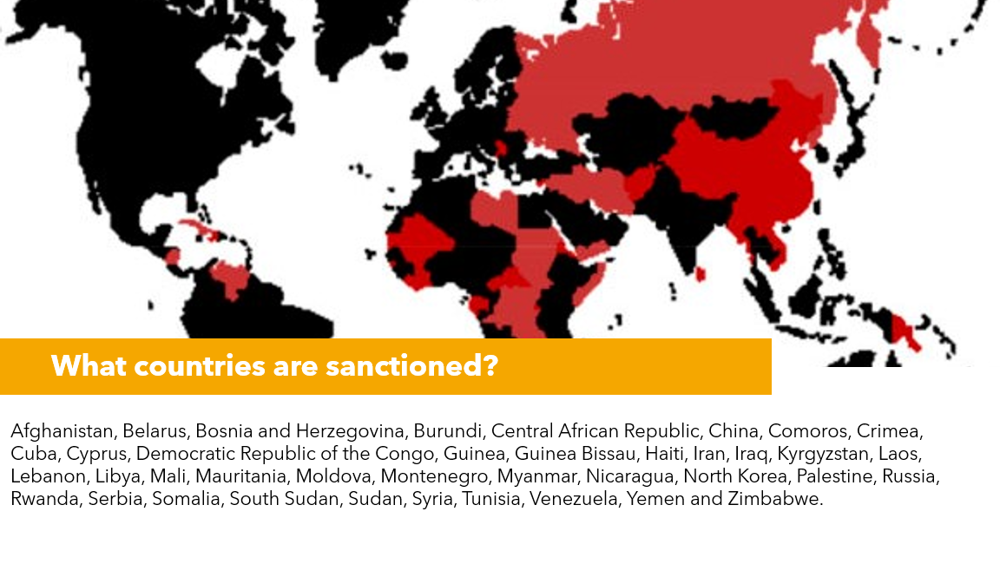 What countries are sanctioned?
Afghanistan, Belarus, Bosnia and Herzegovina, Burundi, Central African Republic, China, Comoros, Crimea,
Cuba, Cyprus, Democratic Republic of the Congo, Guinea, Guinea Bissau, Haiti, Iran, Iraq, Kyrgyzstan, Laos,
Lebanon, Libya, Mali, Mauritania, Moldova, Montenegro, Myanmar, Nicaragua, North Korea, Palestine, Russia,
Rwanda, Serbia, Somalia, South Sudan, Sudan, Syria, Tunisia, Venezuela, Yemen and Zimbabwe.